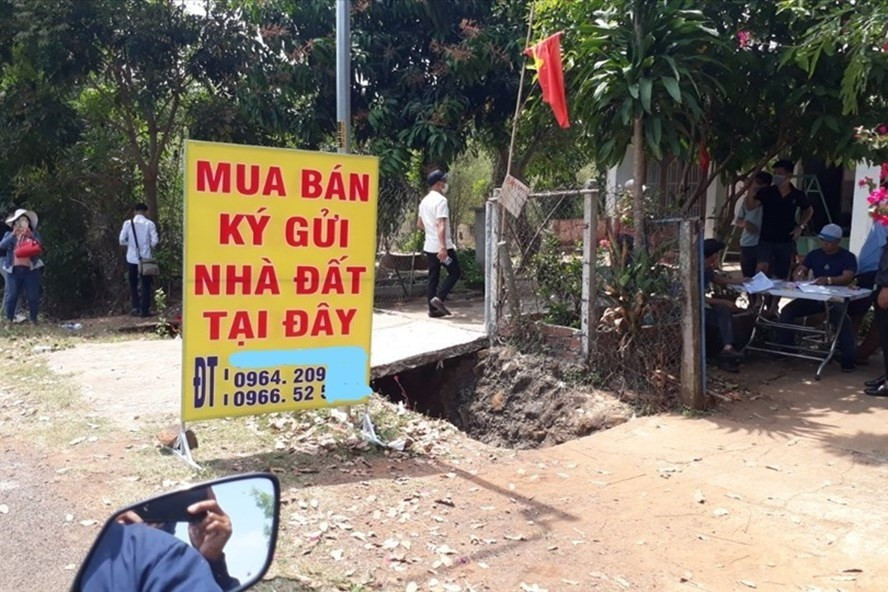 MUA BÁN
KÝ GỬI
NHÀ ĐẤT
TẠI ĐÂY
ĐT
0964. 209
0966. 52